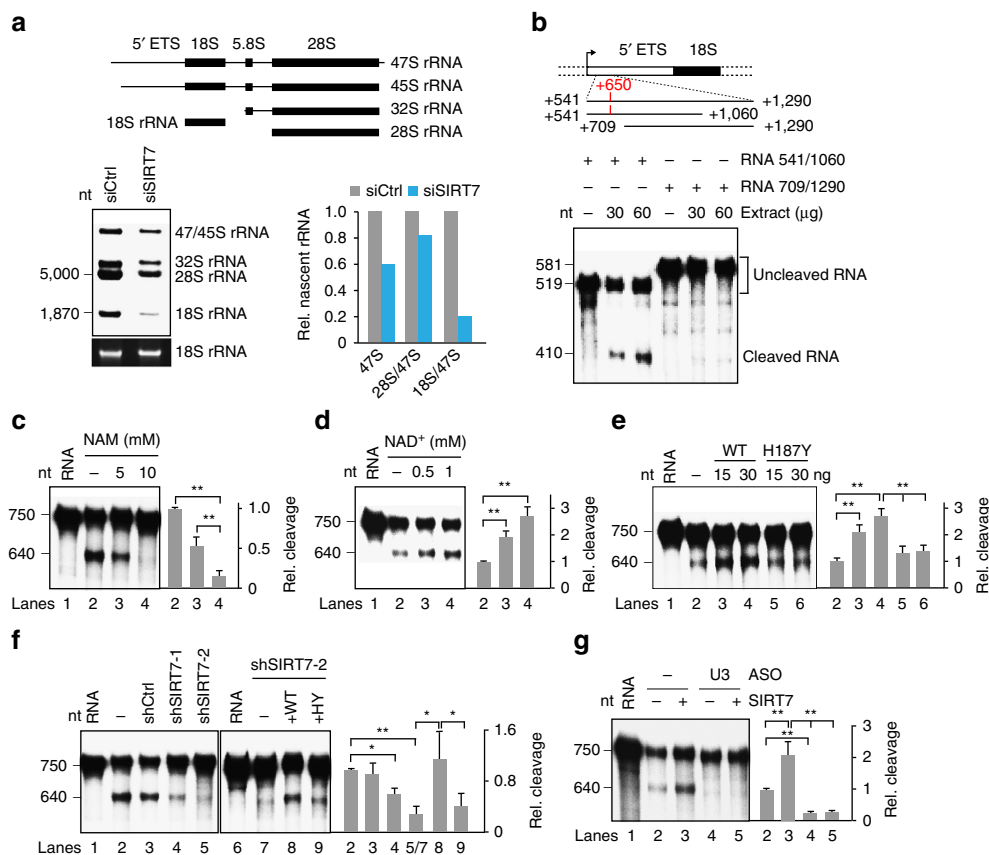 a
5′ ETS 18S 5.8S 28S
47S rRNA
45S rRNA
32S rRNA
18S rRNA
28S rRNA
nt siCtrl siSIRT7
47/45S rRNA
32S rRNA
5,000 28S rRNA
1,870 18S rRNA
18S rRNA
siCtrl siSIRT7
Rel. nascent rRNA
1.0
0.8
0.6
0.4
0.2
0
47S 28S/47S 18S/47S
b
5′ ETS 18S
+650
+541 +1,290
+541 +1,060
+709 +1,290
+ + + – – – RNA 541/1060
– – – + + + RNA 709/1290
nt – 30 60 – 30 60 Extract (μg)
581
519 Uncleaved RNA
410 Cleaved RNA
c
NAM (mM)
nt RNA – 5 10
750
640
Lanes 1 2 3 4
** **
1.0
0.5
0
Rel. cleavage
2 3 4
d
NAD+ (mM)
nt RNA – 0.5 1
750
640
Lanes 1 2 3 4
** **
3
2
1
0
Rel. cleavage
2 3 4
e
WT H187Y
nt RNA – 15 30 15 30 ng
750
640
Lanes 1 2 3 4 5 6
** ** **
3
2
1
0
Rel. cleavage
2 3 4 5 6
f
shSIRT7-2
nt RNA – shCtrl shSIRT7-1 shSIRT7-2 RNA – +WT +HY
750
640
Lanes 1 2 3 4 5 6 7 8 9
** * * *
1.6
0.8
0
Rel. cleavage
2 3 4 5/7 8 9
g
– U3 ASO
nt RNA – + – + SIRT7
750
640
Lanes 1 2 3 4 5
** ** **
3
2
1
0
Rel. cleavage
2 3 4 5